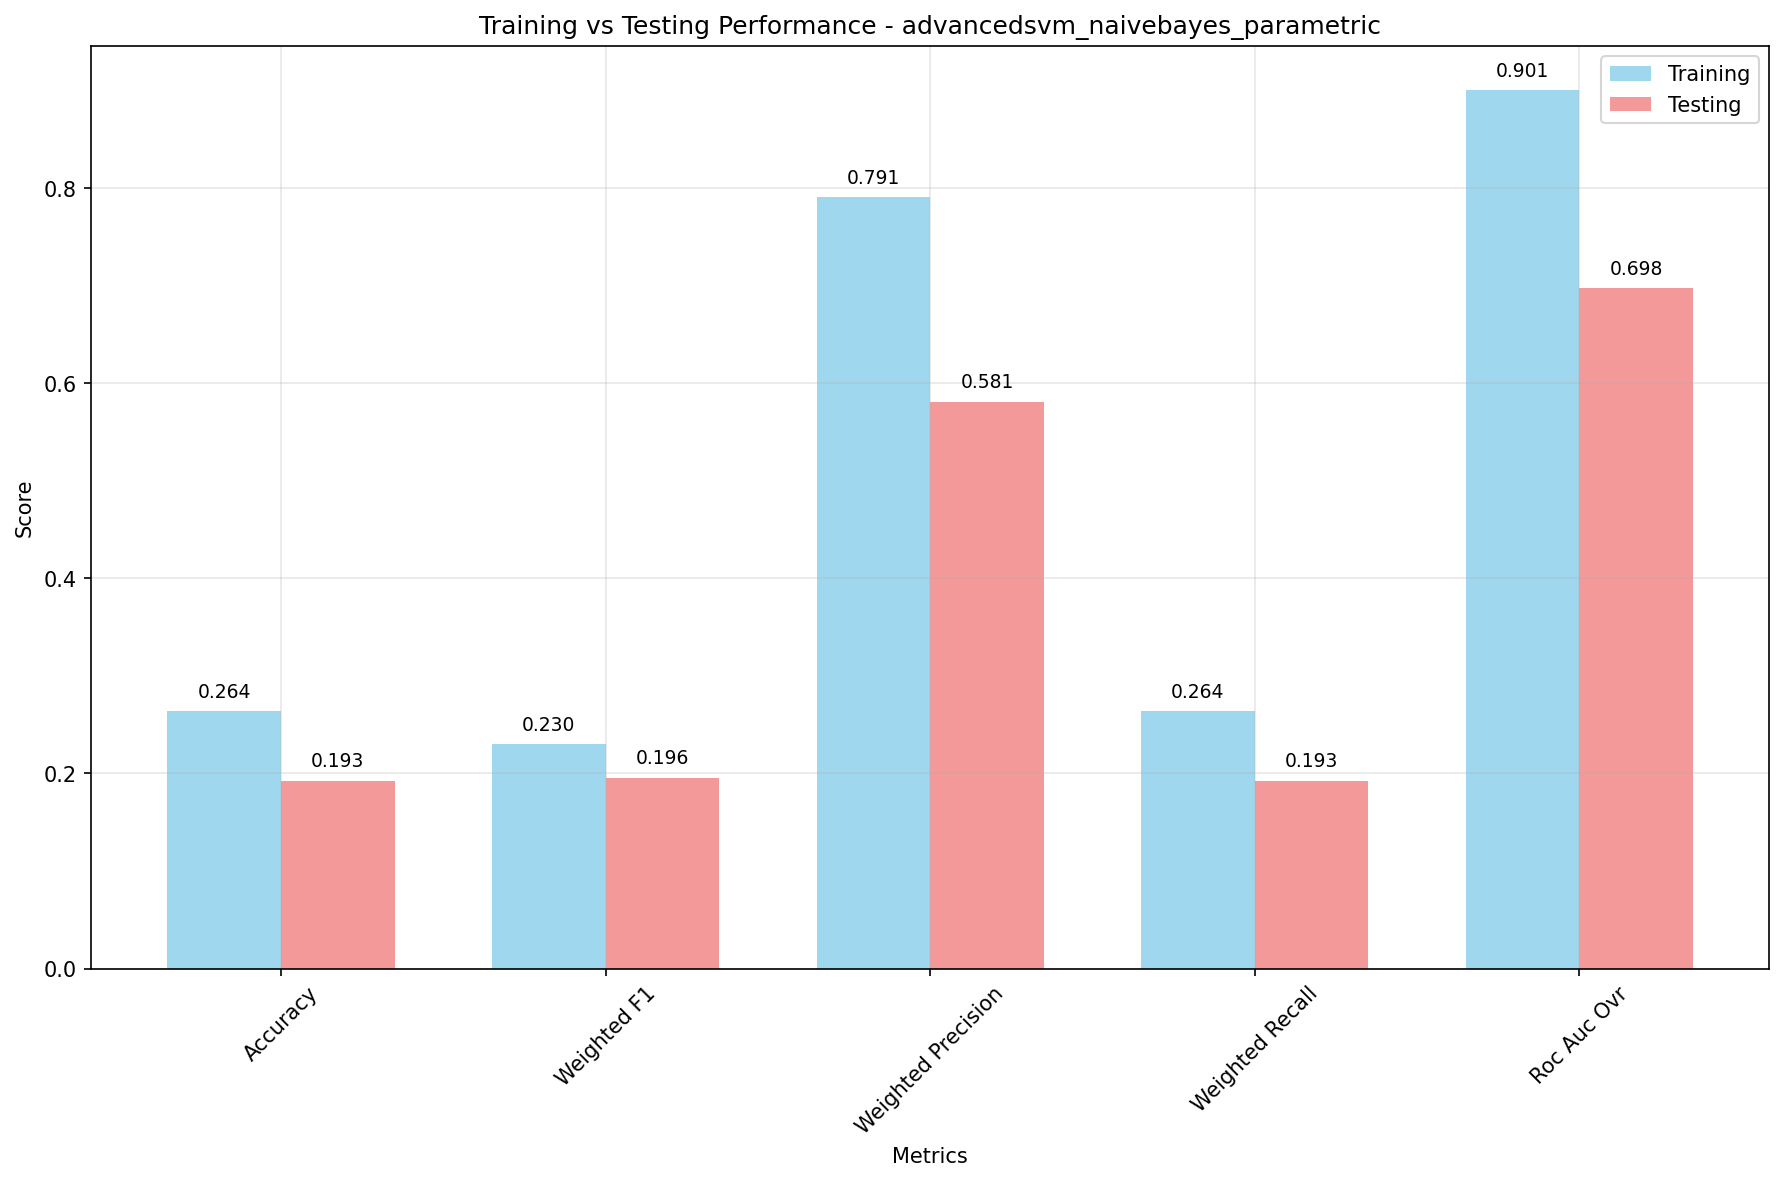 Training vs Testing Performance - advancedsvm_naivebayes_parametric
Training
Testing
Score
0.8
0.6
0.4
0.2
0.0
0.264
0.193
0.230
0.196
0.791
0.581
0.264
0.193
0.901
0.698
Accuracy
Weighted F1
Weighted Precision
Weighted Recall
Roc Auc Ovr
Metrics